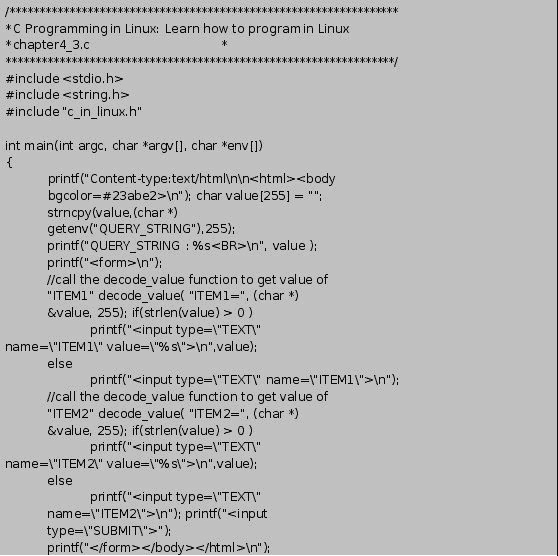 /*****************************************************************
*C Programming in Linux: Learn how to program in Linux
*chapter4_3.c *
*****************************************************************/
#include <stdio.h>
#include <string.h>
#include "c_in_linux.h"
int main(int argc, char *argv[], char *env[])
{
printf("Content-type:text/html\n\n<html><body
bgcolor=#23abe2>\n"); char value[255] = "";
strncpy(value,(char *)
getenv("QUERY_STRING"),255);
printf("QUERY_STRING : %s<BR>\n", value );
printf("<form>\n");
//call the decode_value function to get value of
"ITEM1" decode_value( "ITEM1=", (char *)
&value, 255); if(strlen(value) > 0 )
printf("<input type=\"TEXT\"
name=\"ITEM1\" value=\"%s\">\n",value);
else
printf("<input type=\"TEXT\" name=\"ITEM1\">\n");
//call the decode_value function to get value of
"ITEM2" decode_value( "ITEM2=", (char *)
&value, 255); if(strlen(value) > 0 )
printf("<input type=\"TEXT\"
name=\"ITEM2\" value=\"%s\">\n",value);
else
printf("<input type=\"TEXT\"
name=\"ITEM2\">\n"); printf("<input
type=\"SUBMIT\">");
printf("</form></body></html>\n");